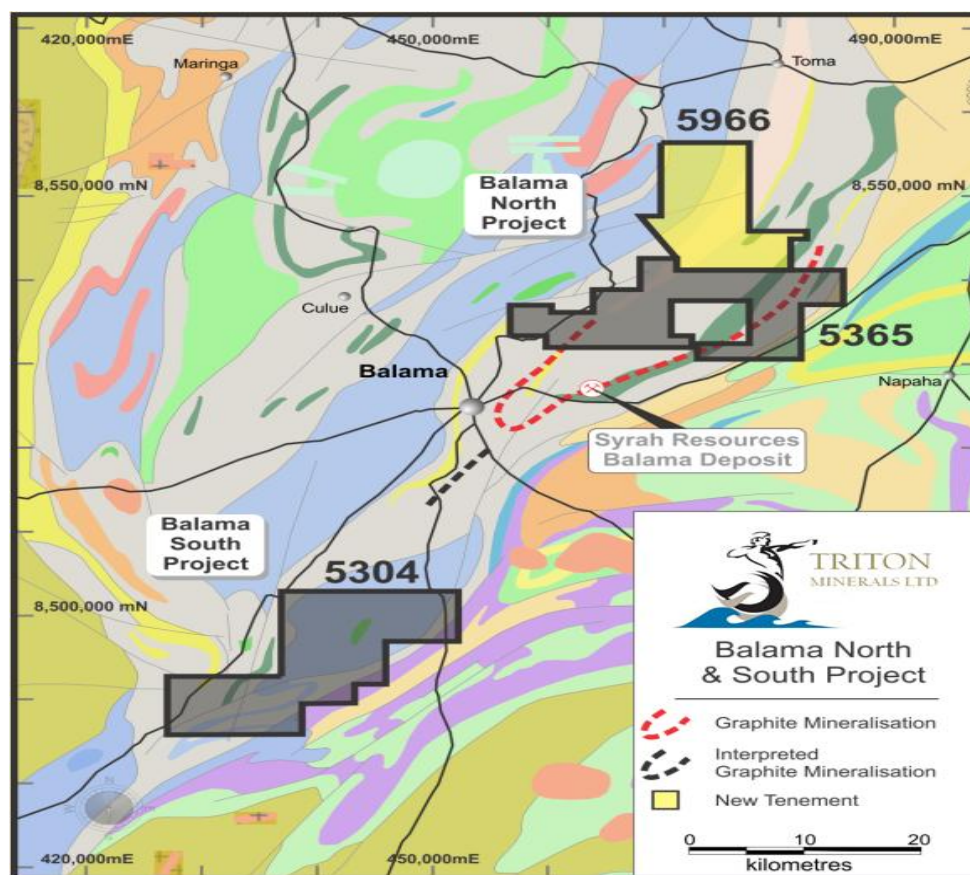 420,000mE
450,000mE
490,000mE
Maringa
Toma
5966
8,550,000 mN
8,550,000 mN
Balama
North
Project
Culue
5365
Balama
Napaha
Syrah Resources
Balama Deposit
Balama
South
Project
5304
8,500,000 mN
TRITON
MINERALS LTD
Balama North
& South Project
Graphite Mineralisation
Interpreted
Graphite Mineralisation
New Tenement
0 10 20
kilometres
420,000mE
450,000mE